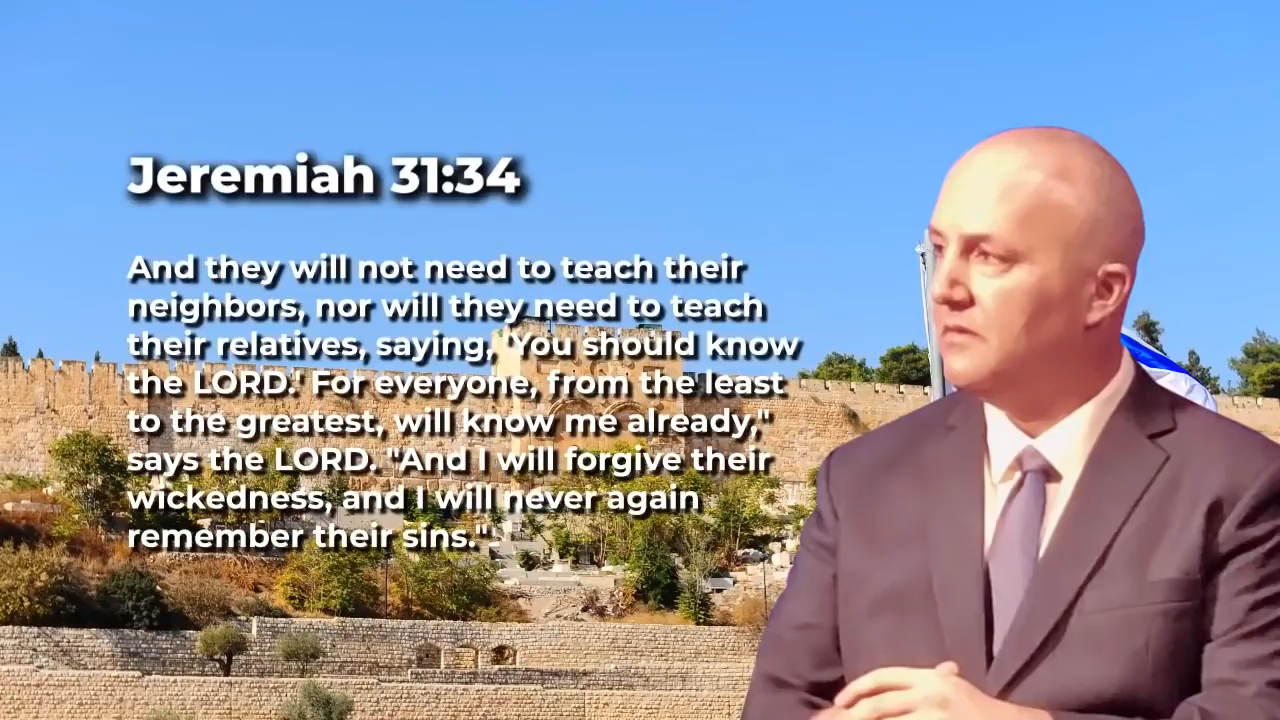 Jeremiah 31:34
And they will not need to teach their
neighbors, nor will they need to teach
their relatives, saying, 'You should know
the LORD.' For everyone, from the least
to the greatest, will know me already,"
says the LORD. "And I will forgive their
wickedness, and I will never again
remember their sins."